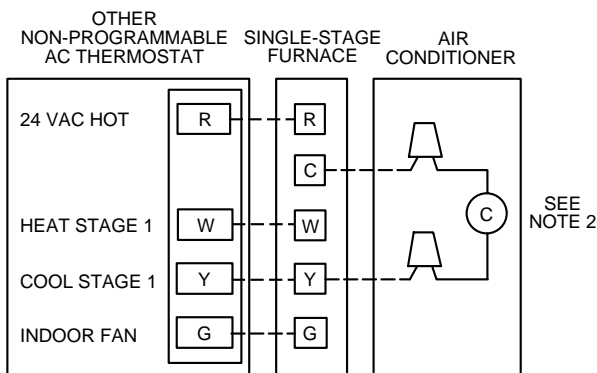 OTHER
NON-PROGRAMMABLE
AC THERMOSTAT
SINGLE-STAGE
FURNACE
AIR
CONDITIONER
24 VAC HOT
R
R
C
HEAT STAGE 1
W
W
COOL STAGE 1
Y
Y
INDOOR FAN
G
G
C
SEE
NOTE 2